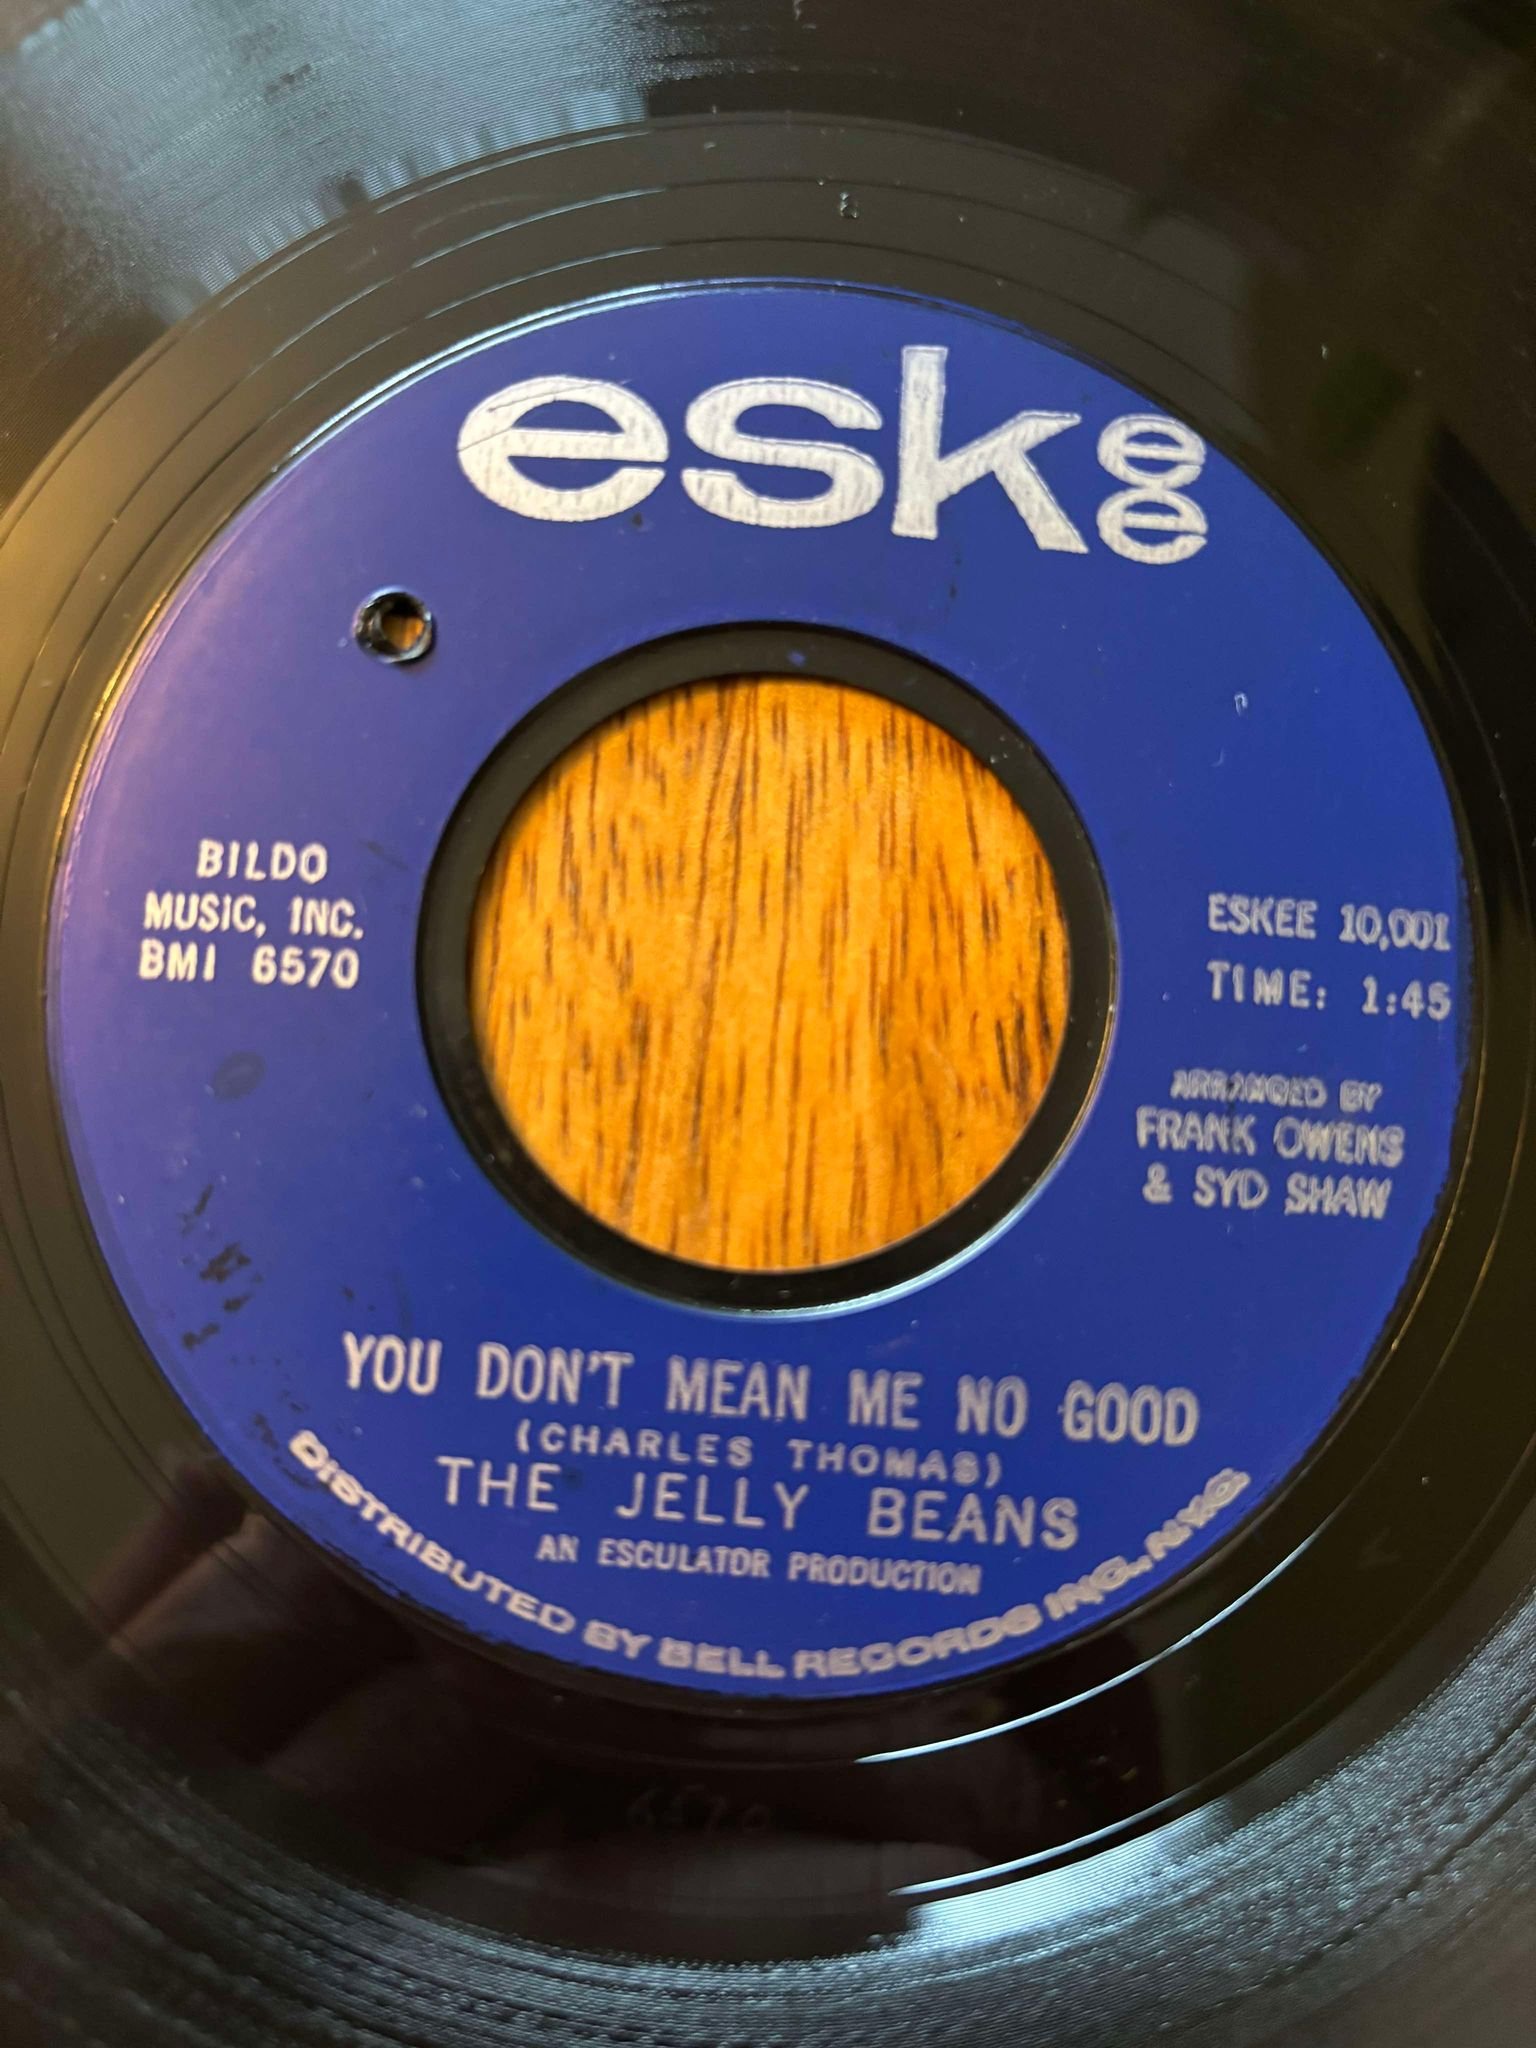 eskee
BILDO
MUSIC, INC.
BMI 6570
ESKEE 10,001
TIME: 1:45
ARRANGED BY
FRANK OWENS
& SYD SHAW
YOU DON'T MEAN ME NO GOOD
(CHARLES THOMAS)
THE JELLY BEANS
AN ESCULATOR PRODUCTION
DISTRIBUTED BY BELL RECORDS INC., N.Y.C.
6570